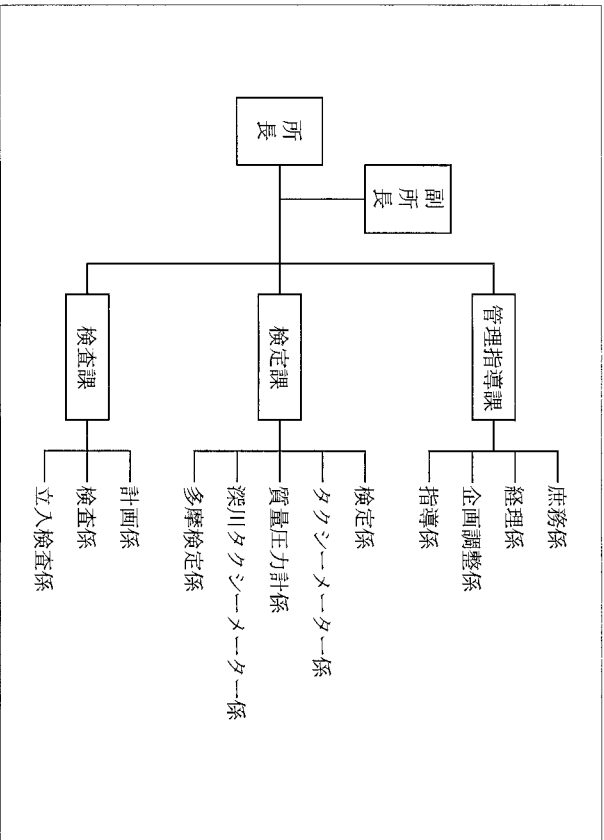 所長
副所長
管理指導課
庶務係
経理係
企画調整係
指導係
検定課
検定係
タクシーメーター係
質量圧力計係
深川タクシーメーター係
多摩検定係
検査課
計画係
検査係
立入検査係